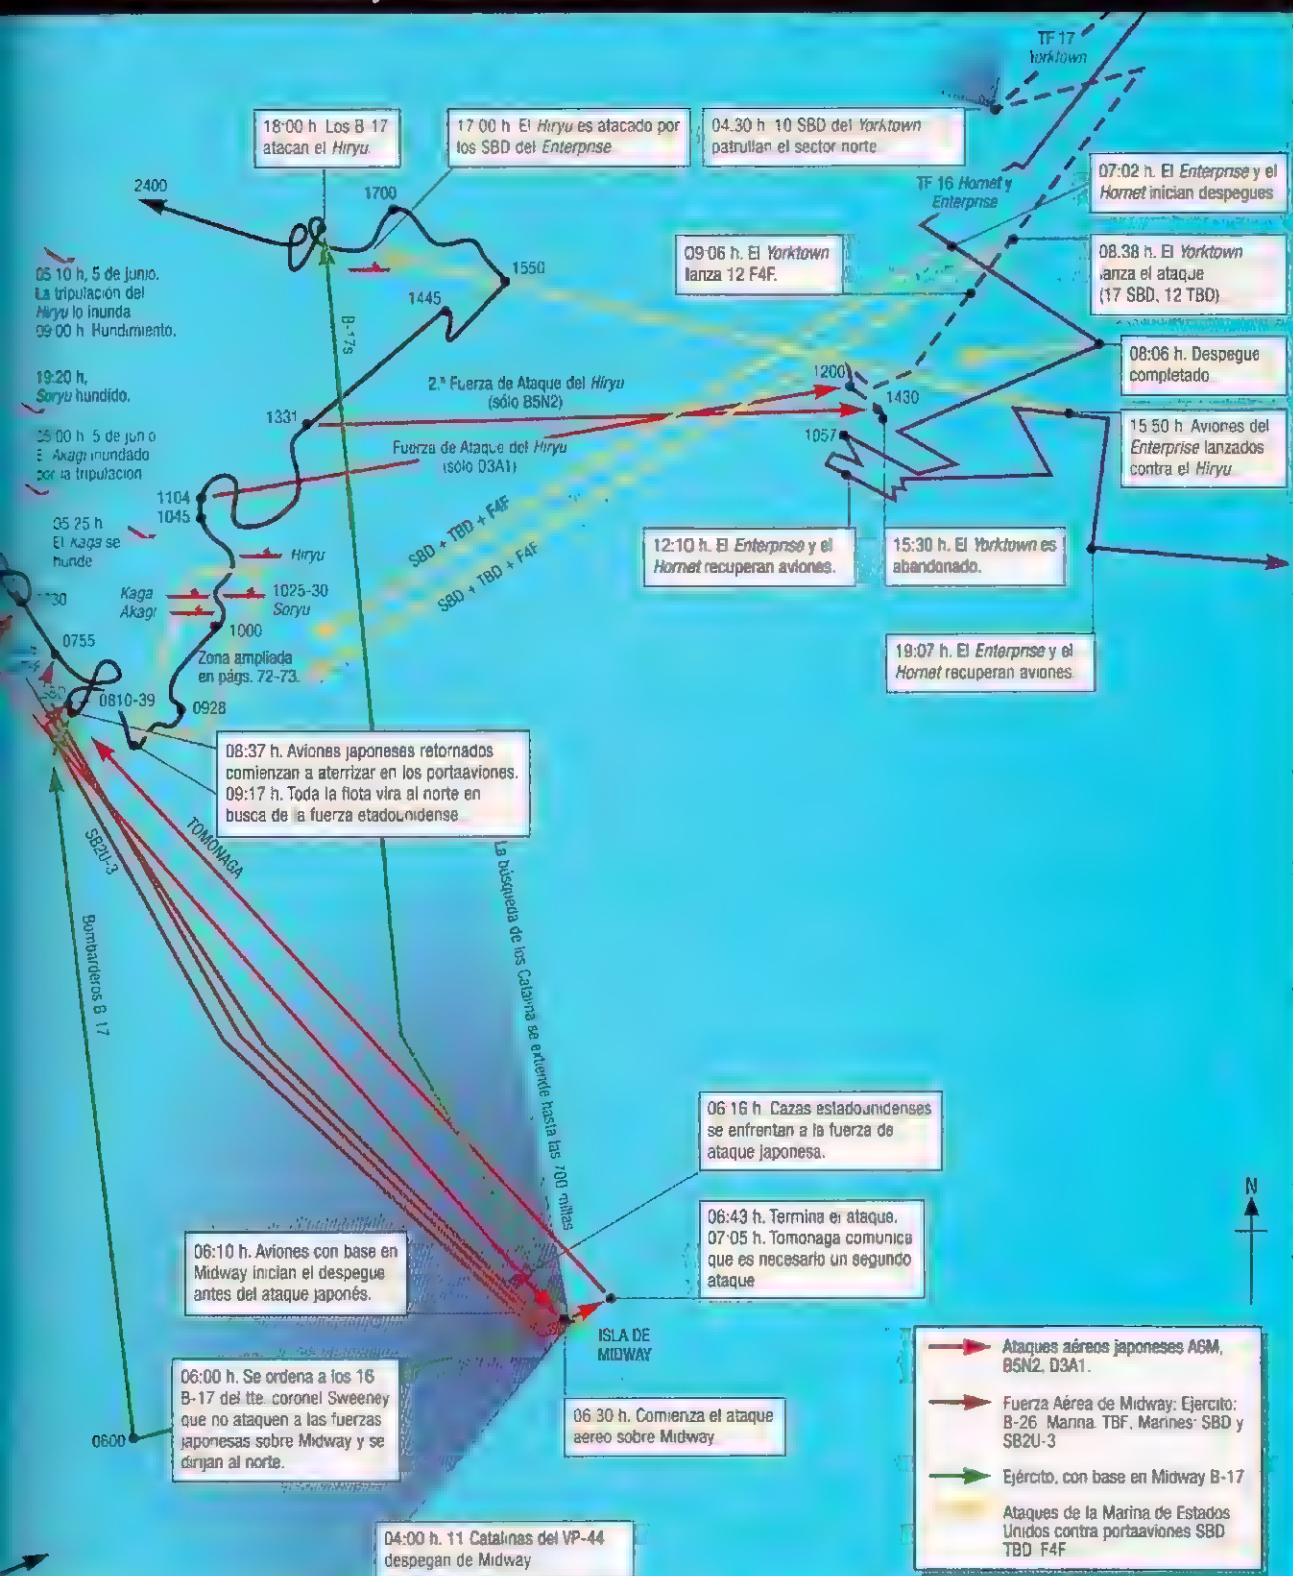 TF 17
Yorktown
18:00 h. Los B 17
atacan el Hiryu.
17 00 h El Hiryu es atacado por
los SBD del Enterprise
04.30 h 10 SBD del Yorktown
patrullan el sector norte
07:02 h. El Enterprise y el
Hornet inician despegues
TF 16 Hornet y
Enterprise
2400
1700
09:06 h. El Yorktown
lanza 12 F4F.
08.38 h. El Yorktown
lanza el ataque
(17 SBD, 12 TBD)
05 10 h, 5 de junio.
La tripulación del
Hiryu lo inunda
09:00 h Hundimiento.
1550
1445
B-17s
08:06 h. Despegue
completado
19:20 h,
Soryu hundido.
2.ª Fuerza de Ataque del Hiryu
(sólo B5N2)
1200
1430
1331
1057
15 50 h Aviones del
Enterprise lanzados
contra el Hiryu
Fuerza de Ataque del Hiryu
(sólo D3A1)
05 00 h 5 de junio
El Akagi inundado
por la tripulación
1104
1045
SBD + TBD + F4F
SBD + TBD + F4F
05 25 h
El Kaga se
hunde
12:10 h. El Enterprise y el
Hornet recuperan aviones.
15:30 h. El Yorktown es
abandonado.
Hiryu
Kaga
Akagi
1025-30
Soryu
1000
0755
Zona ampliada
en págs. 72-73.
19:07 h. El Enterprise y el
Hornet recuperan aviones
0810-39
0928
08:37 h. Aviones japoneses retornados
comienzan a aterrizar en los portaaviones.
09:17 h. Toda la flota vira al norte en
busca de la fuerza etadounidense
TOMONAGA
SB2U-3
La búsqueda de los Catalina se extiende hasta las 700 millas
Bombarderos B 17
06 16 h Cazas estadounidenses
se enfrentan a la fuerza de
ataque japonesa.
N
06:43 h. Termina el ataque.
07:05 h. Tomonaga comunica
que es necesario un segundo
ataque
06:10 h. Aviones con base en
Midway inician el despegue
antes del ataque japonés.
ISLA DE
MIDWAY
06:00 h. Se ordena a los 16
B-17 del tte. coronel Sweeney
que no ataquen a las fuerzas
japonesas sobre Midway y se
dirijan al norte.
0600
06 30 h. Comienza el ataque
aereo sobre Midway
04:00 h. 11 Catalinas del VP-44
despegan de Midway
Ataques aéreos japoneses A6M,
B5N2, D3A1.
Fuerza Aérea de Midway: Ejercito:
B-26 Marina TBF, Marines SBD y
SB2U-3
Ejército, con base en Midway B-17
Ataques de la Marina de Estados
Unidos contra portaaviones SBD
TBD F4F